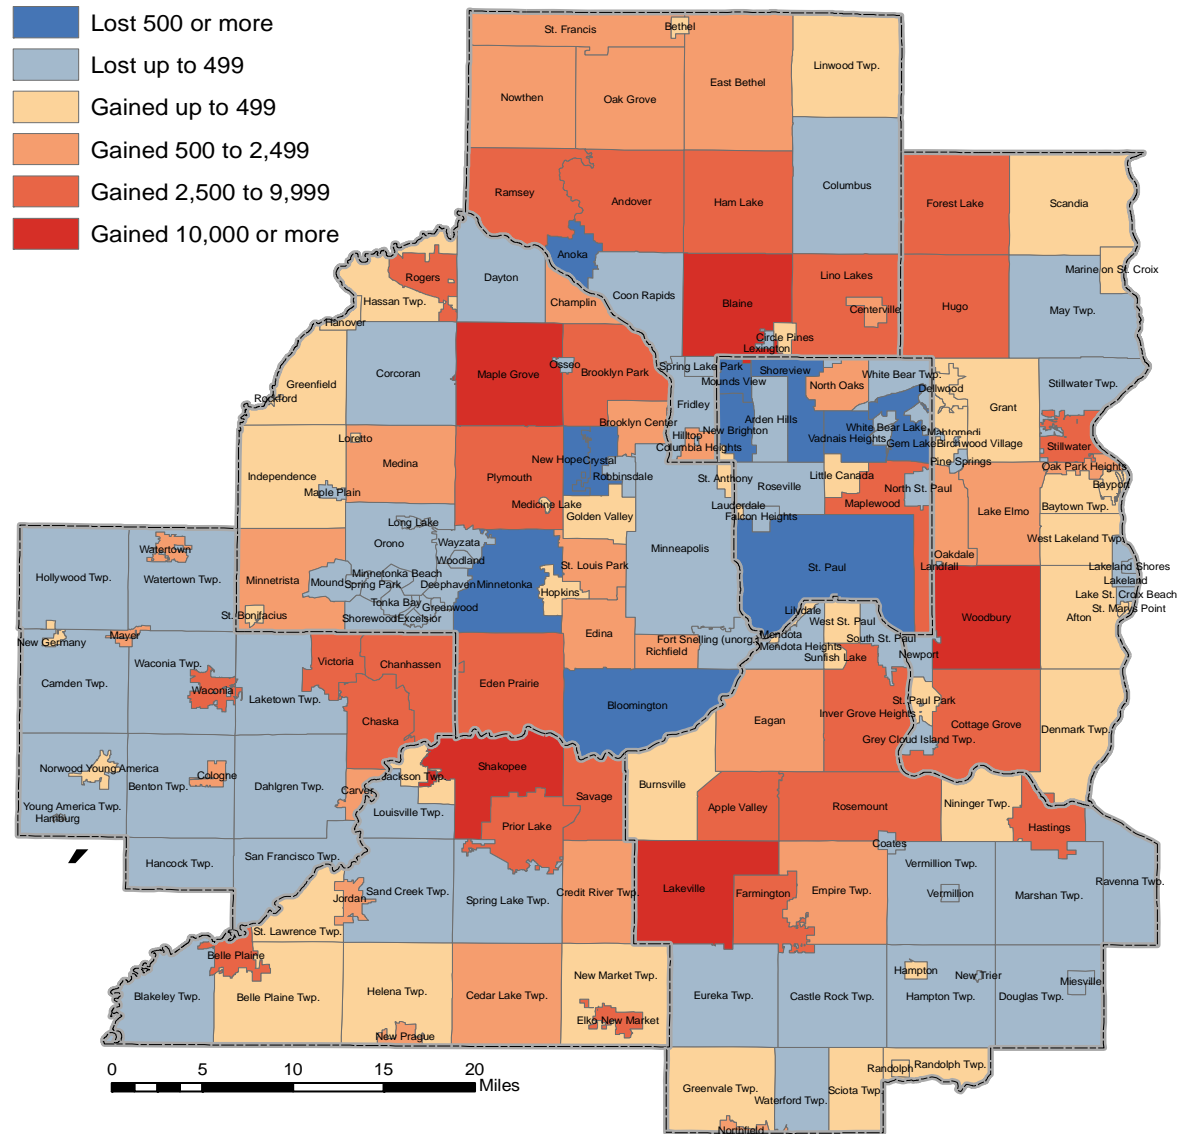 Lost 500 or more
Lost up to 499
Gained up to 499
Gained 500 to 2,499
Gained 2,500 to 9,999
Gained 10,000 or more
St. Francis
Bethel
Linwood Twp.
East Bethel
Nowthen
Oak Grove
Columbus
Ramsey
Andover
Ham Lake
Forest Lake
Scandia
Anoka
Marine on St. Croix
Rogers
Dayton
Lino Lakes
Coon Rapids
Hassan Twp.
Champlin
Blaine
Centerville
Hugo
May Twp.
Hanover
Circle Pines
Lexington
Corcoran
Maple Grove
Osseo
Brooklyn Park
Spring Lake Park
Shoreview
White Bear Twp.
Mounds View
North Oaks
Dellwood
Stillwater Twp.
Greenfield
Rockford
Fridley
Arden Hills
Grant
Brooklyn Center
New Brighton
White Bear Lake
Mahtomedi
Loretto
Hilltop
Columbia Heights
Vadnais Heights
Gem Lake
Birchwood Village
Stillwater
Medina
New Hope
Crystal
Pine Springs
Oak Park Heights
Independence
Plymouth
Robbinsdale
St. Anthony
Roseville
Little Canada
North St. Paul
Bayport
Maple Plain
Medicine Lake
Lauderdale
Maplewood
Lake Elmo
Baytown Twp.
Golden Valley
Falcon Heights
Long Lake
Orono
Wayzata
Minneapolis
West Lakeland Twp.
Watertown
Woodland
Oakdale
Hollywood Twp.
Watertown Twp.
Minnetrista
Mound
Minnetonka Beach
Spring Park
Deephaven
Minnetonka
St. Louis Park
St. Paul
Landfall
Lakeland Shores
Lakeland
Hopkins
Lake St. Croix Beach
Tonka Bay
Greenwood
St. Bonifacius
Shorewood
Excelsior
Lilydale
West St. Paul
Woodbury
St. Marys Point
Afton
New Germany
Mayer
Edina
Fort Snelling (unorg.)
Mendota
South St. Paul
Mendota Heights
Richfield
Sunfish Lake
Newport
Waconia Twp.
Victoria
Chanhassen
Camden Twp.
Waconia
Laketown Twp.
Eden Prairie
Bloomington
St. Paul Park
Chaska
Eagan
Inver Grove Heights
Cottage Grove
Denmark Twp.
Grey Cloud Island Twp.
Norwood Young America
Cologne
Shakopee
Jackson Twp.
Benton Twp.
Dahlgren Twp.
Carver
Burnsville
Young America Twp.
Hamburg
Louisville Twp.
Savage
Apple Valley
Rosemount
Nininger Twp.
Prior Lake
Hastings
Coates
Hancock Twp.
San Francisco Twp.
Vermillion Twp.
Jordan
Sand Creek Twp.
Spring Lake Twp.
Credit River Twp.
Lakeville
Farmington
Empire Twp.
Vermillion
Marshan Twp.
Ravenna Twp.
St. Lawrence Twp.
Belle Plaine
Blakeley Twp.
Belle Plaine Twp.
Helena Twp.
Cedar Lake Twp.
New Market Twp.
Hampton
New Trier
Miesville
Eureka Twp.
Castle Rock Twp.
Hampton Twp.
Douglas Twp.
New Prague
Elko New Market
Randolph
Randolph Twp.
Greenvale Twp.
Waterford Twp.
Sciota Twp.
Northfield
0 5 10 15 20
Miles